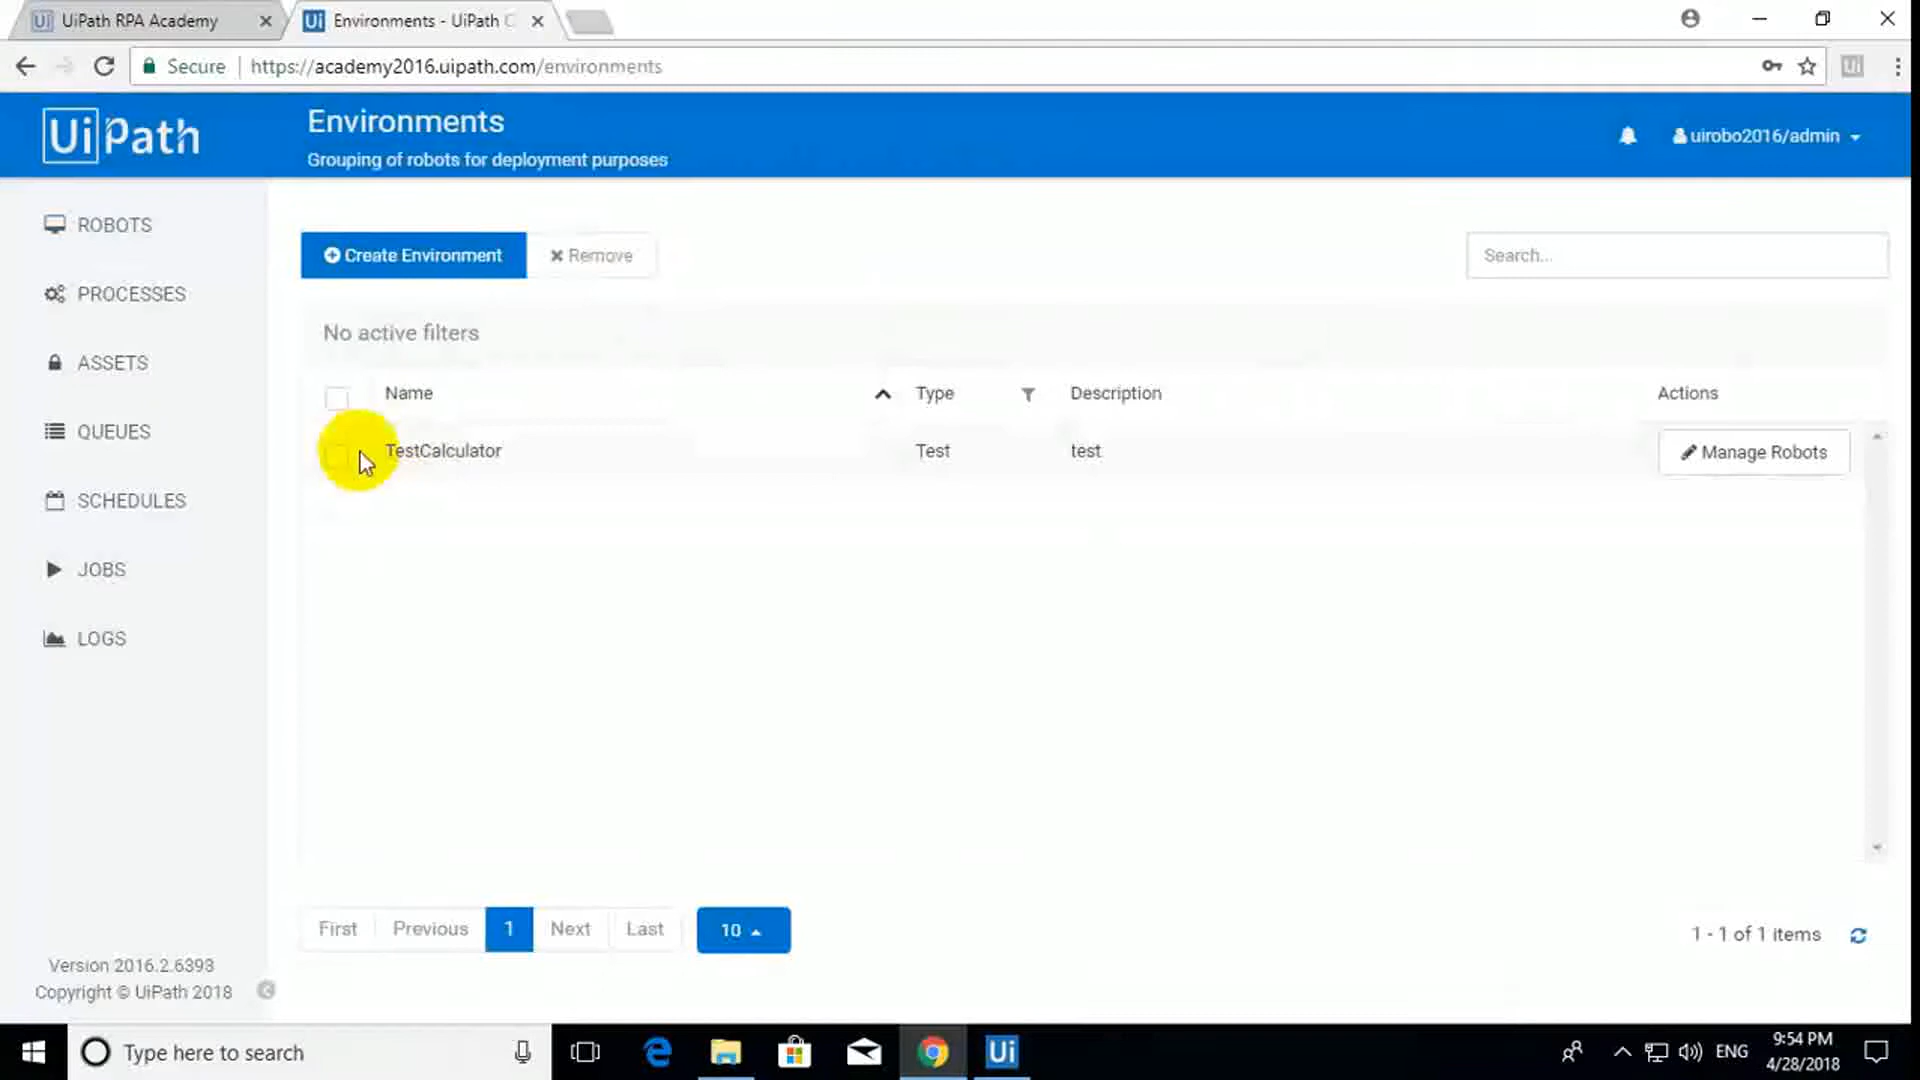 UiPath RPA Academy
Environments - UiPath C
Secure
https://academy2016.uipath.com/environments
UiPath
Environments
Grouping of robots for deployment purposes
uirobo2016/admin
ROBOTS
PROCESSES
ASSETS
QUEUES
SCHEDULES
JOBS
LOGS
Create Environment
Remove
Search...
No active filters
Name
Type
Description
Actions
TestCalculator
Test
test
Manage Robots
First
Previous
1
Next
Last
10
1 - 1 of 1 items
Version 2016.2.6393
Copyright © UiPath 2018
Type here to search
Ui
ENG
9:54 PM
4/28/2018